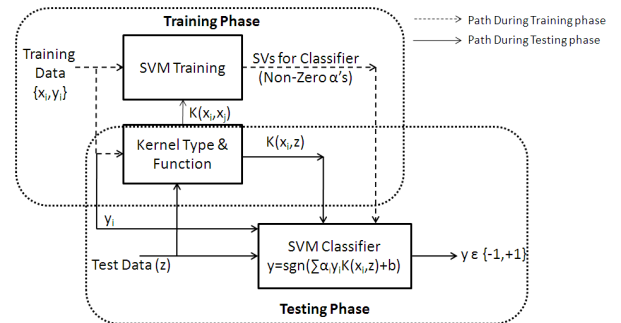 Training Phase
Path During Training phase
Path During Testing phase
Training
Data
{xᵢ,yᵢ}
SVM Training
SVs for Classifier
(Non-Zero α's)
K(xᵢ,xⱼ)
Kernel Type &
Function
K(xᵢ,z)
yᵢ
Test Data (z)
SVM Classifier
y=sgn(∑αᵢyᵢK(xᵢ,z)+b)
y ε {-1,+1}
Testing Phase